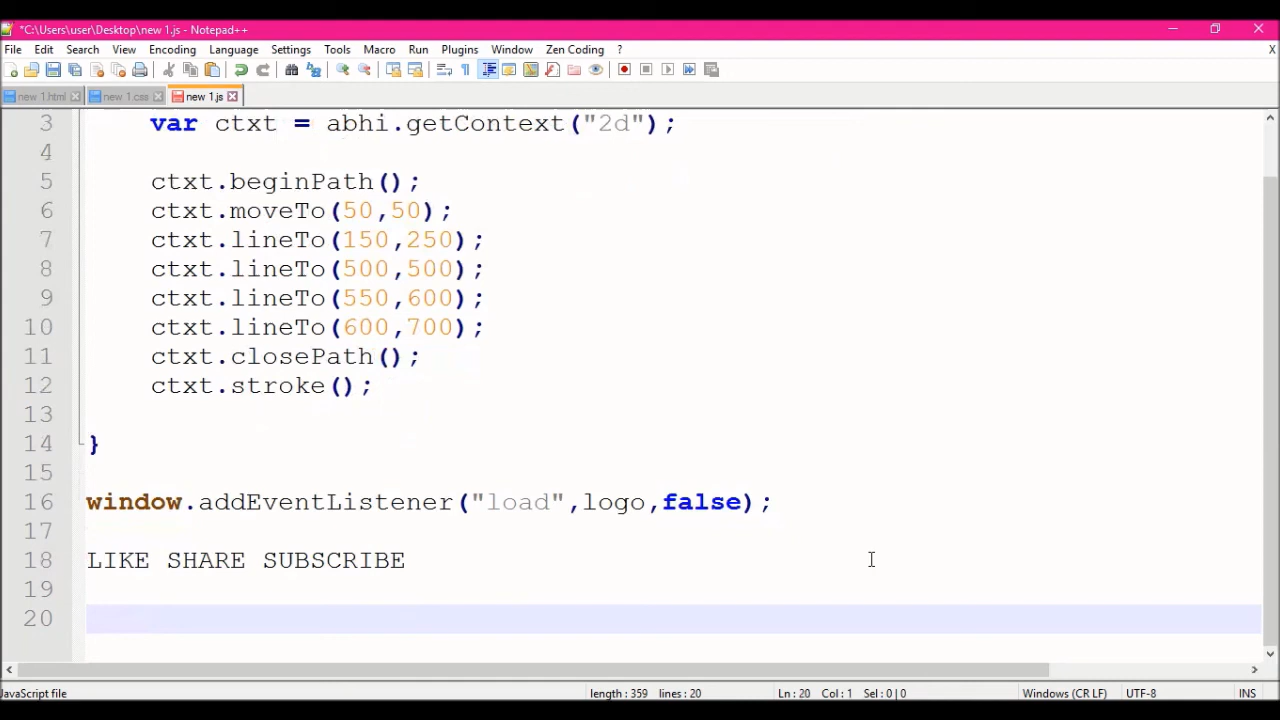 *C:\Users\user\Desktop\new 1.js - Notepad++
File Edit Search View Encoding Language Settings Tools Macro Run Plugins Window Zen Coding ? X
new 1.html new 1.css new 1.js
3 var ctxt = abhi.getContext("2d");
4
5 ctxt.beginPath();
6 ctxt.moveTo(50,50);
7 ctxt.lineTo(150,250);
8 ctxt.lineTo(500,500);
9 ctxt.lineTo(550,600);
10 ctxt.lineTo(600,700);
11 ctxt.closePath();
12 ctxt.stroke();
13
14 }
15
16 window.addEventListener("load",logo,false);
17
18 LIKE SHARE SUBSCRIBE
19
20
JavaScript file length : 359 lines : 20 Ln : 20 Col : 1 Sel : 0 | 0 Windows (CR LF) UTF-8 INS